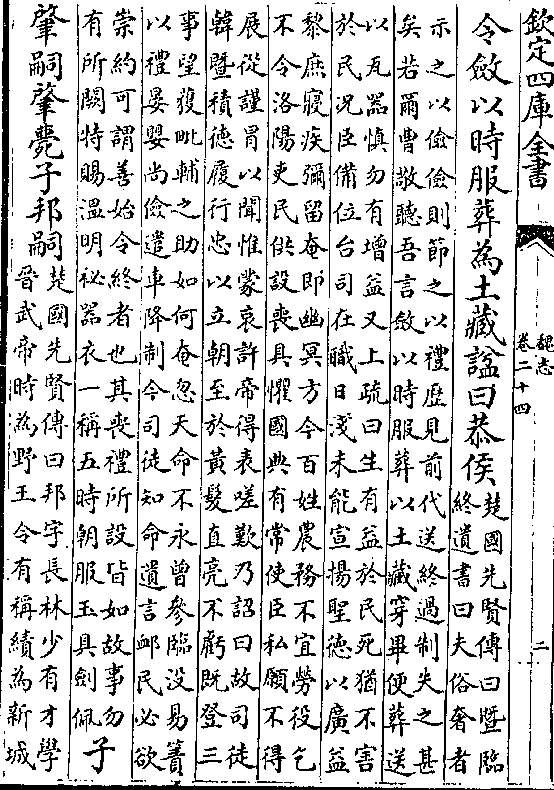 欽定四庫全書
魏志
卷二十四
二
令斂以時服葬為土藏諡曰恭侯
楚國先賢傳曰暨臨
終遺書曰夫俗奢者
示之以儉儉則節之以禮歷見前代送終過制失之甚
矣若爾曹敬聽吾言斂以時服葬以土藏穿畢便葬送
以瓦器慎勿有增益又上疏曰生有益於民死猶不害
於民況臣備位台司在職日淺未能宣揚聖德以廣益
黎庶寢疾彌留奄即幽冥方今百姓農務不宜勞役乞
不令洛陽吏民供設喪具懼國典有常使臣私願不得
展從謹冒以聞惟蒙哀許帝得表嗟歎乃詔曰故司徒
韓暨積德履行忠以立朝至於黃髮直亮不虧既登三
事望獲毗輔之助如何奄忽天命不永曾參臨没易簀
以禮晏嬰尚儉遣車降制今司徒知命遺言卹民必欲
崇約可謂善始令終者也其喪禮所設皆如故事勿
有所闕特賜溫明祕器衣一稱五時朝服玉具劍佩
子
肇嗣肇薨子邦嗣
楚國先賢傳曰邦字長林少有才學
晉武帝時為野王令有稱績為新城